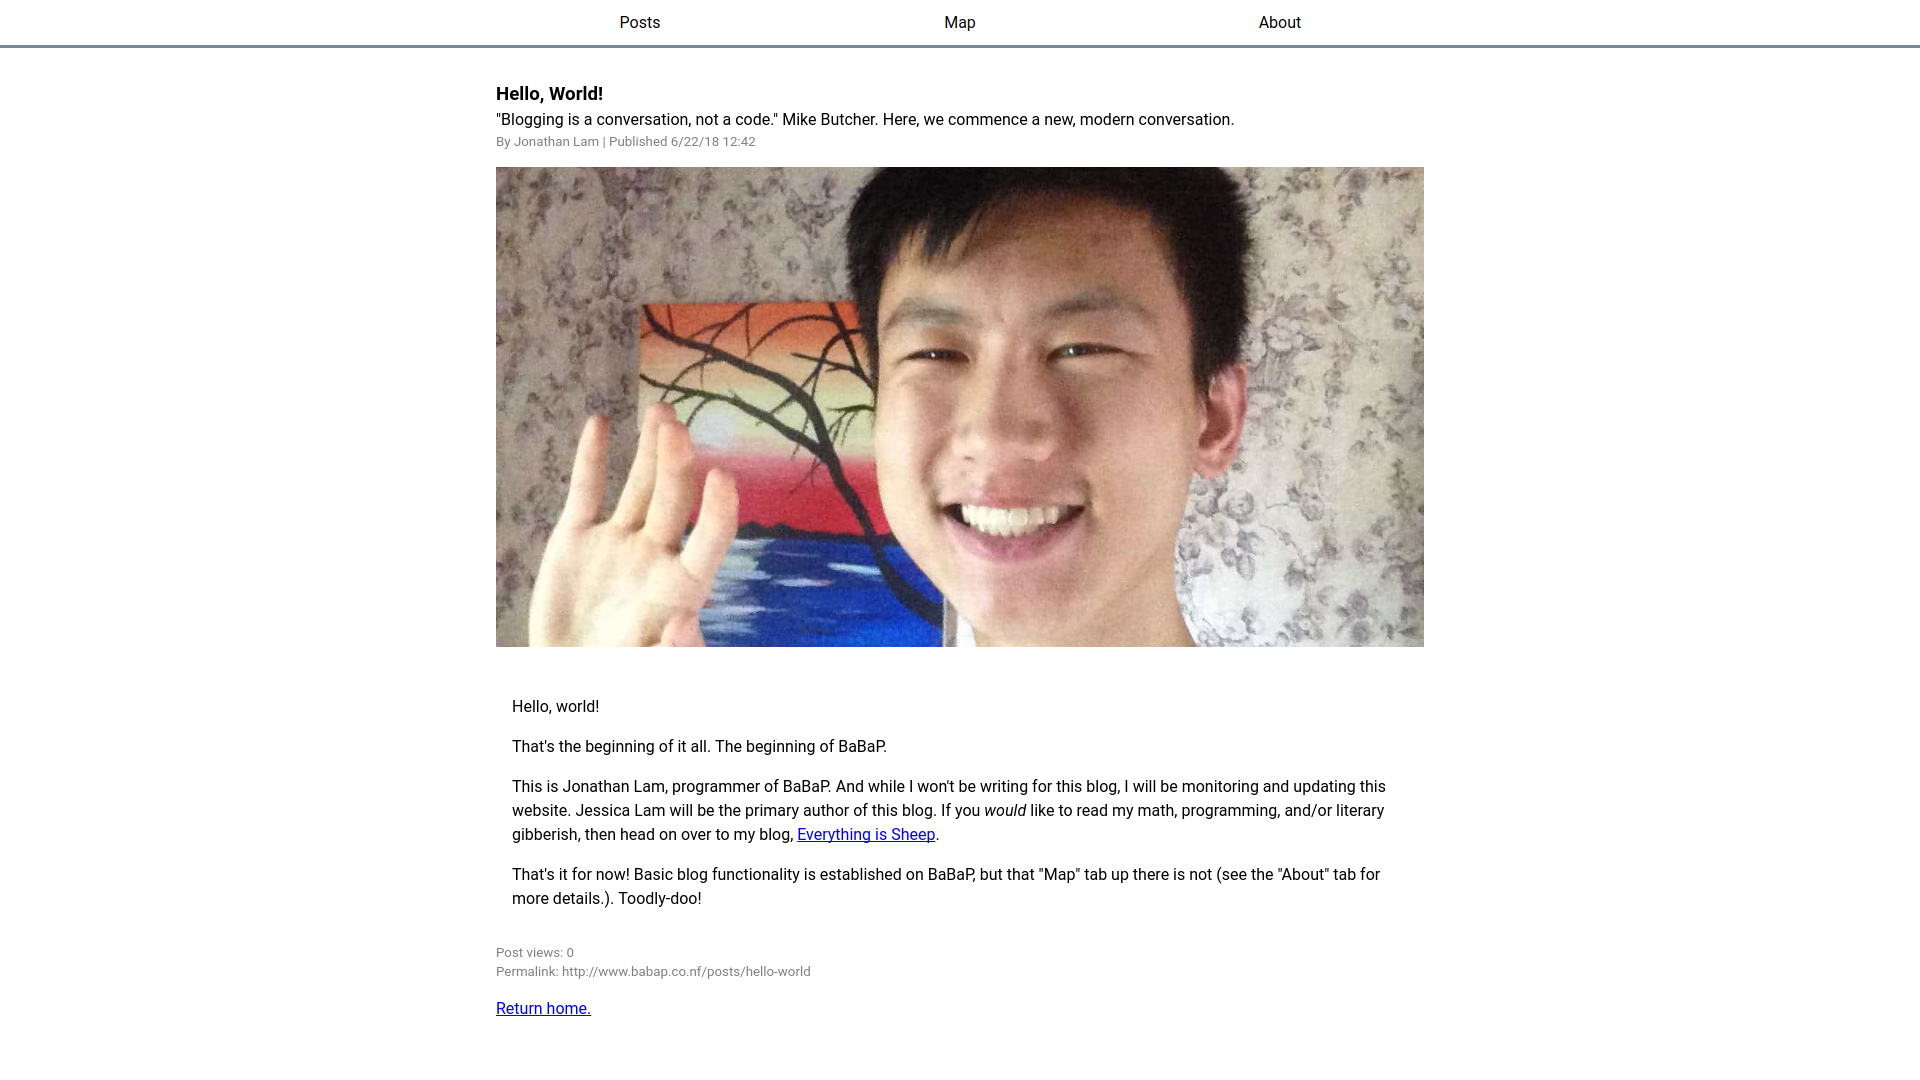 Posts Map About
Hello, World!
"Blogging is a conversation, not a code." Mike Butcher. Here, we commence a new, modern conversation.
By Jonathan Lam | Published 6/22/18 12:42
Hello, world!
That's the beginning of it all. The beginning of BaBaP.
This is Jonathan Lam, programmer of BaBaP. And while I won't be writing for this blog, I will be monitoring and updating this
website. Jessica Lam will be the primary author of this blog. If you would like to read my math, programming, and/or literary
gibberish, then head on over to my blog, Everything is Sheep.
That's it for now! Basic blog functionality is established on BaBaP, but that "Map" tab up there is not (see the "About" tab for
more details.). Toodly-doo!
Post views: 0
Permalink: http://www.babap.co.nf/posts/hello-world
Return home.